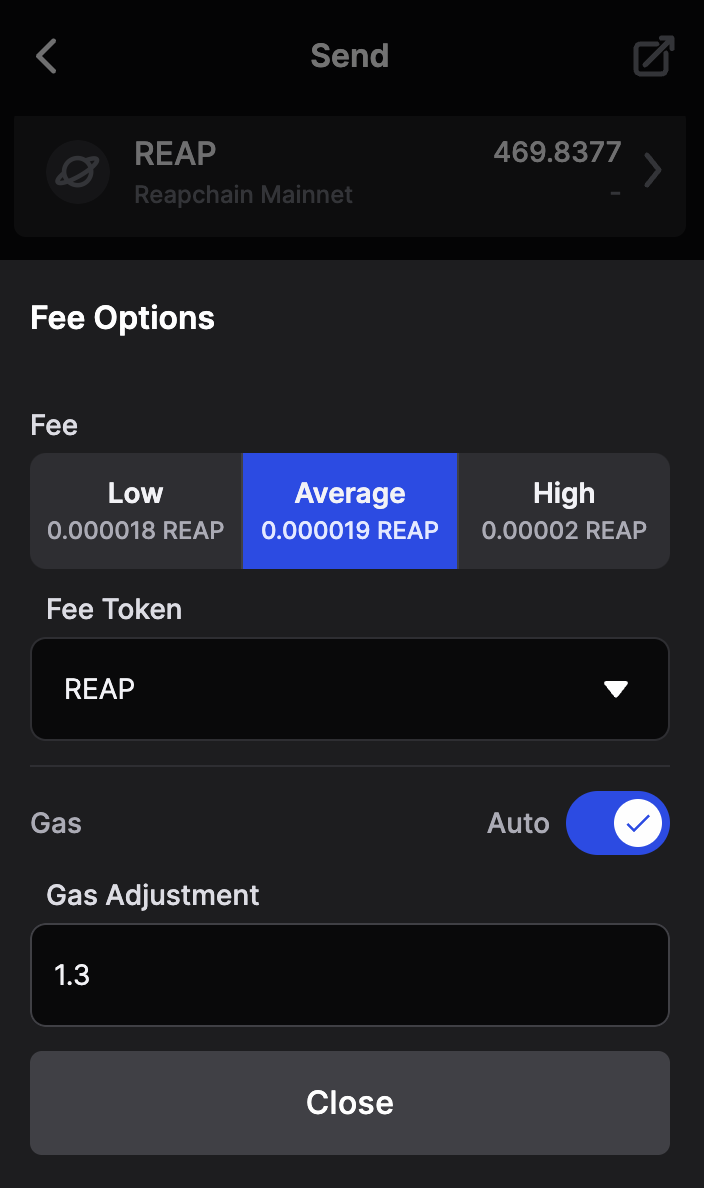 Send
REAP
469.8377
Reapchain Mainnet
-
Fee Options
Fee
Low
Average
High
0.000018 REAP
0.000019 REAP
0.00002 REAP
Fee Token
REAP
Gas
Auto
Gas Adjustment
1.3
Close